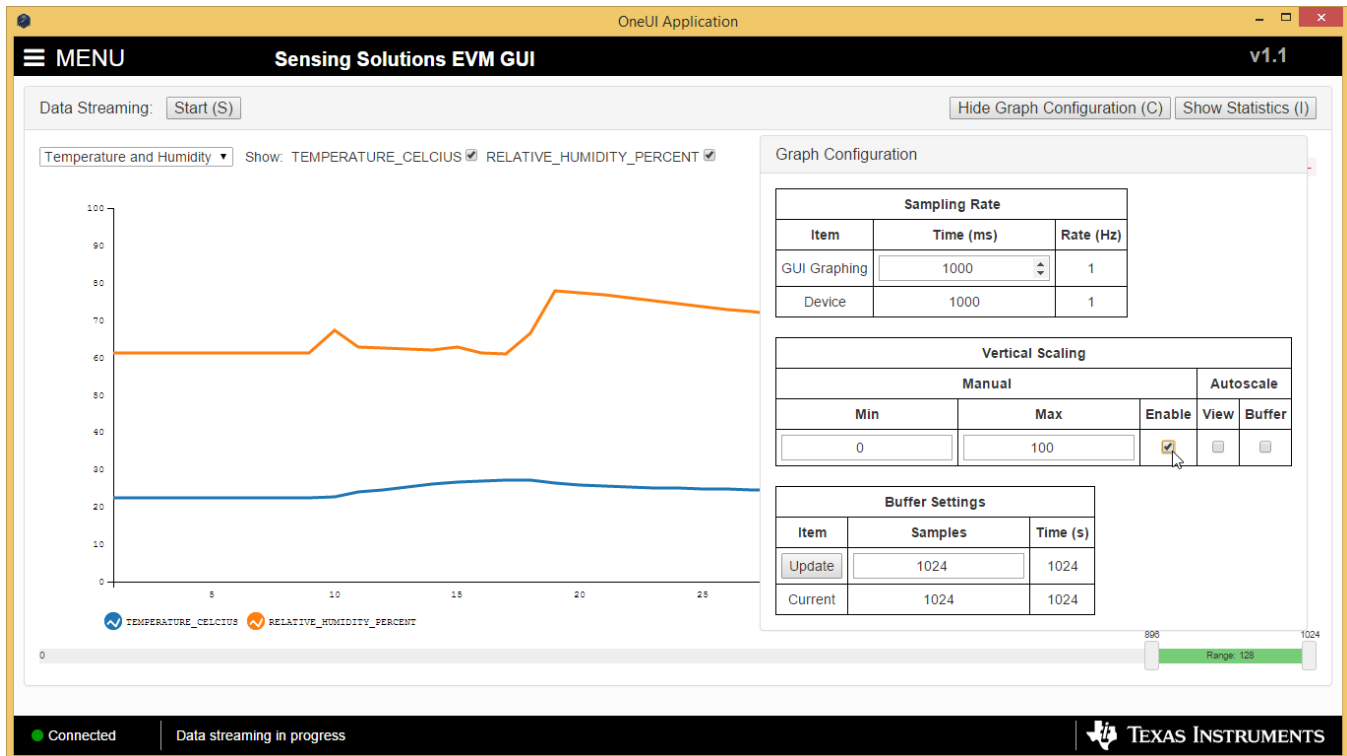 OneUI Application
MENU
Sensing Solutions EVM GUI
v1.1
Data Streaming: Start (S)
Hide Graph Configuration (C) Show Statistics (I)
Temperature and Humidity Show: TEMPERATURE_CELCIUS RELATIVE_HUMIDITY_PERCENT
100
90
80
70
60
50
40
30
20
10
0
5 10 15 20 25
TEMPERATURE_CELCIUS RELATIVE_HUMIDITY_PERCENT
Graph Configuration
Sampling Rate
Item Time (ms) Rate (Hz)
GUI Graphing 1000 1
Device 1000 1
Vertical Scaling
Manual Autoscale
Min Max Enable View Buffer
0 100
Buffer Settings
Item Samples Time (s)
Update 1024 1024
Current 1024 1024
896 1024
0 Range: 128
Connected Data streaming in progress
TEXAS INSTRUMENTS